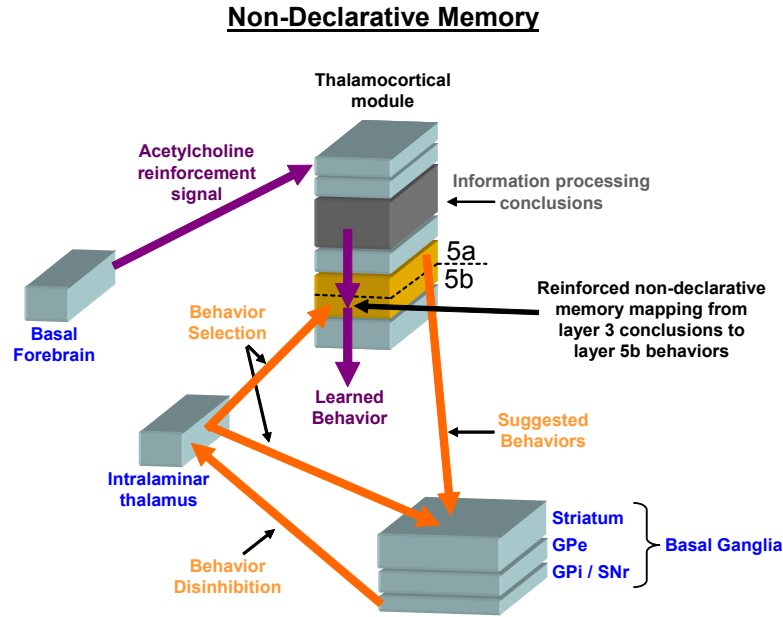 Non-Declarative Memory
Thalamocortical
module
Acetylcholine
reinforcement
signal
Information processing
conclusions
5a
5b
Basal
Forebrain
Behavior
Selection
Reinforced non-declarative
memory mapping from
layer 3 conclusions to
layer 5b behaviors
Learned
Behavior
Suggested
Behaviors
Intralaminar
thalamus
Striatum
GPe
GPi / SNr
Basal Ganglia
Behavior
Disinhibition